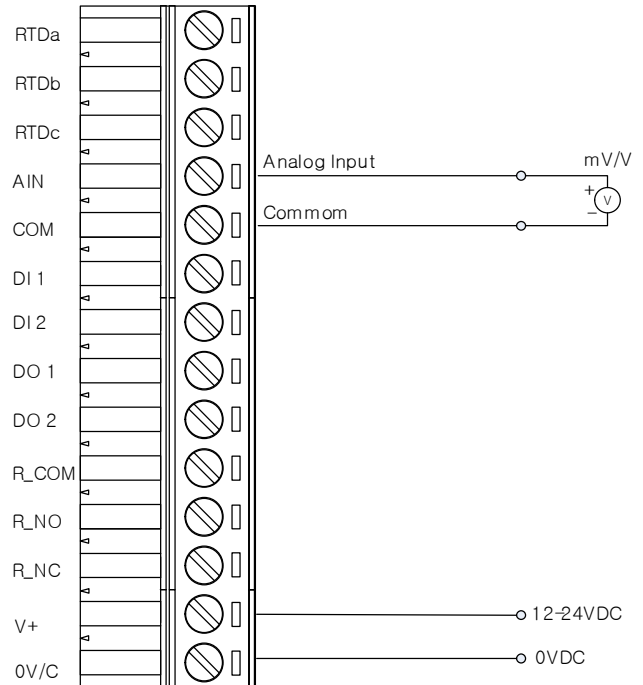 RTDa
RTDb
RTDc
AIN
COM
DI 1
DI 2
DO 1
DO 2
R_COM
R_NO
R_NC
V+
0V/C
Analog Input
Commom
mV/V
+
V
−
12-24VDC
0VDC